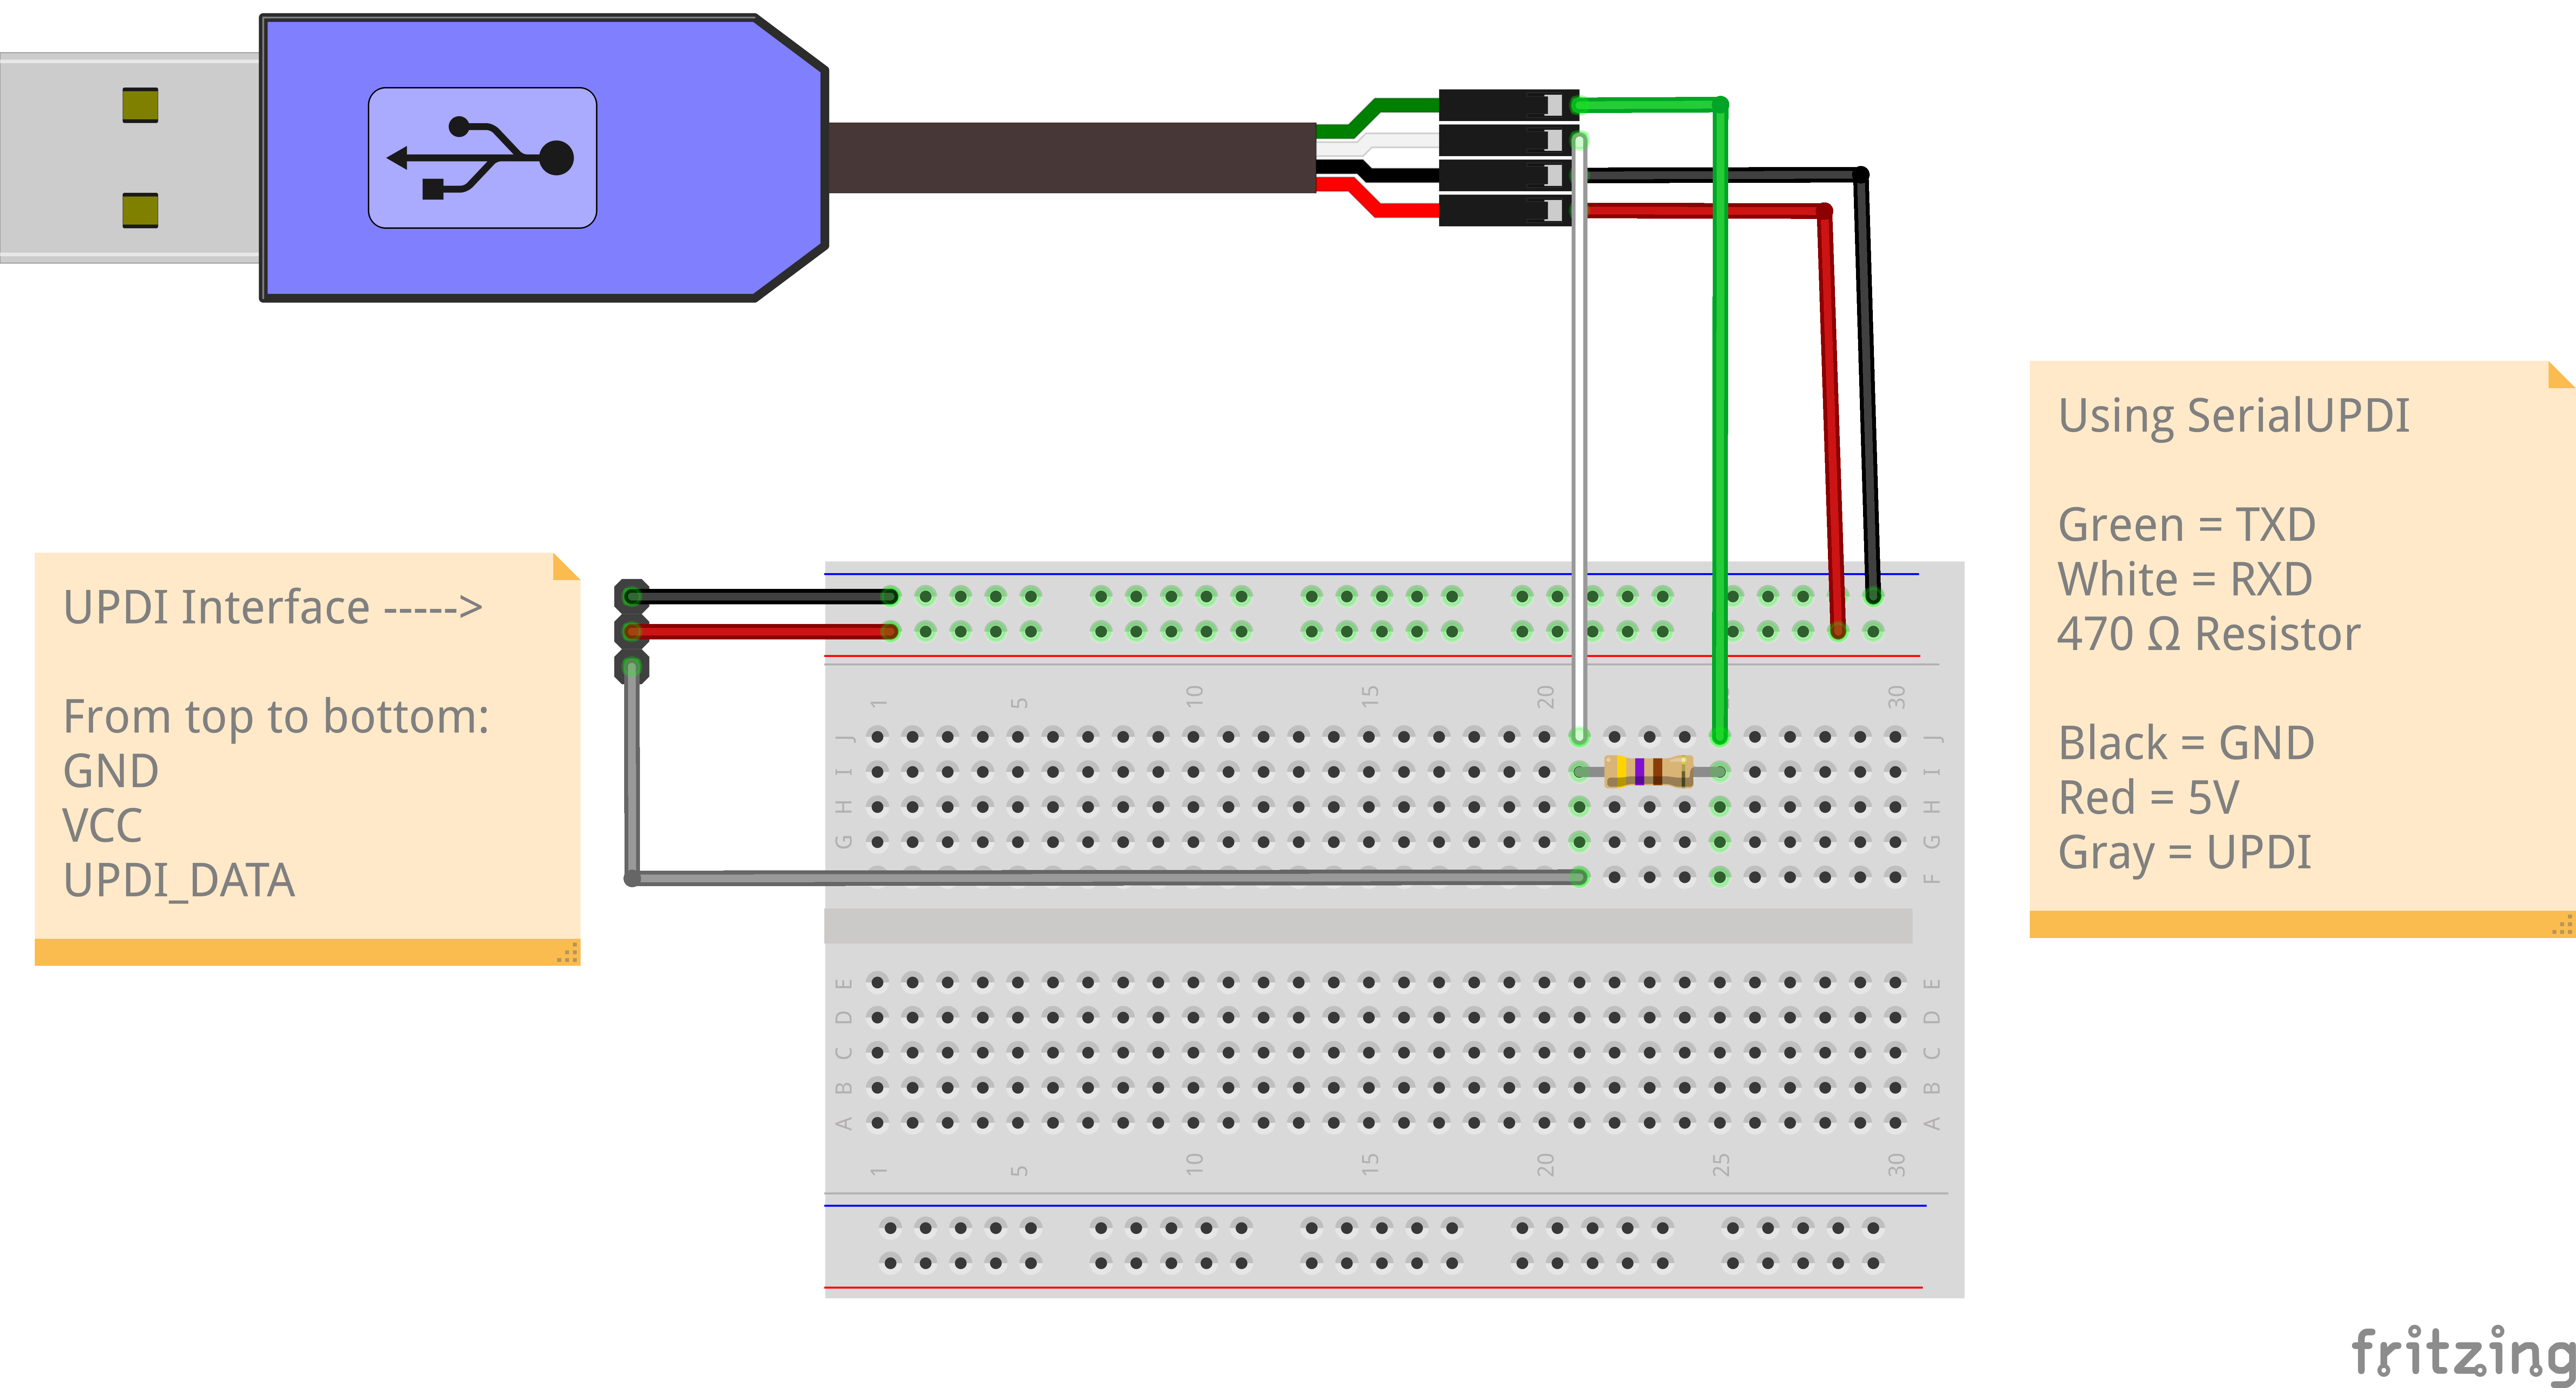 Using SerialUPDI
Green = TXD
White = RXD
470 Ω Resistor
Black = GND
Red = 5V
Gray = UPDI
UPDI Interface ----->
From top to bottom:
GND
VCC
UPDI_DATA
1 5 10 15 20 30
J J
I I
H H
G G
F F
E E
D D
C C
B B
A A
1 5 10 15 20 25 30
fritzing